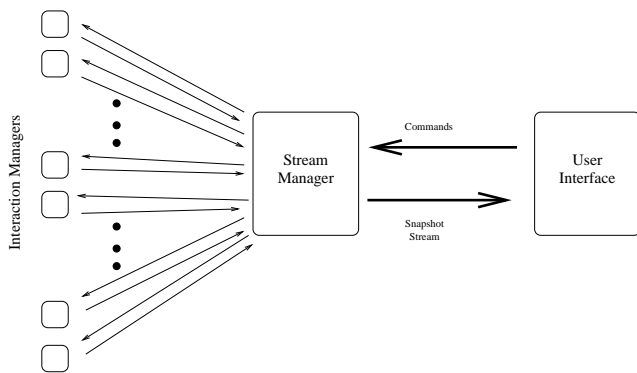 Interaction Managers
Stream
Manager
Commands
Snapshot
Stream
User
Interface